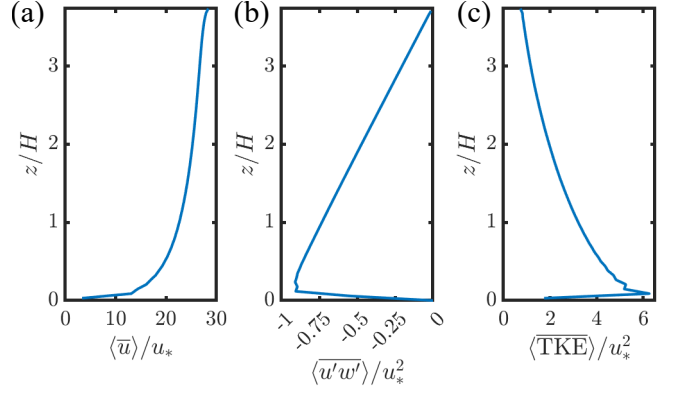 (a)
3
2
1
0
z/H
0 10 20 30
⟨u̅⟩/u∗
(b)
3
2
1
0
z/H
-1 -0.75 -0.5 -0.25 0
⟨u′w′⟩/u∗²
(c)
3
2
1
0
z/H
0 2 4 6
⟨TKE⟩/u∗²